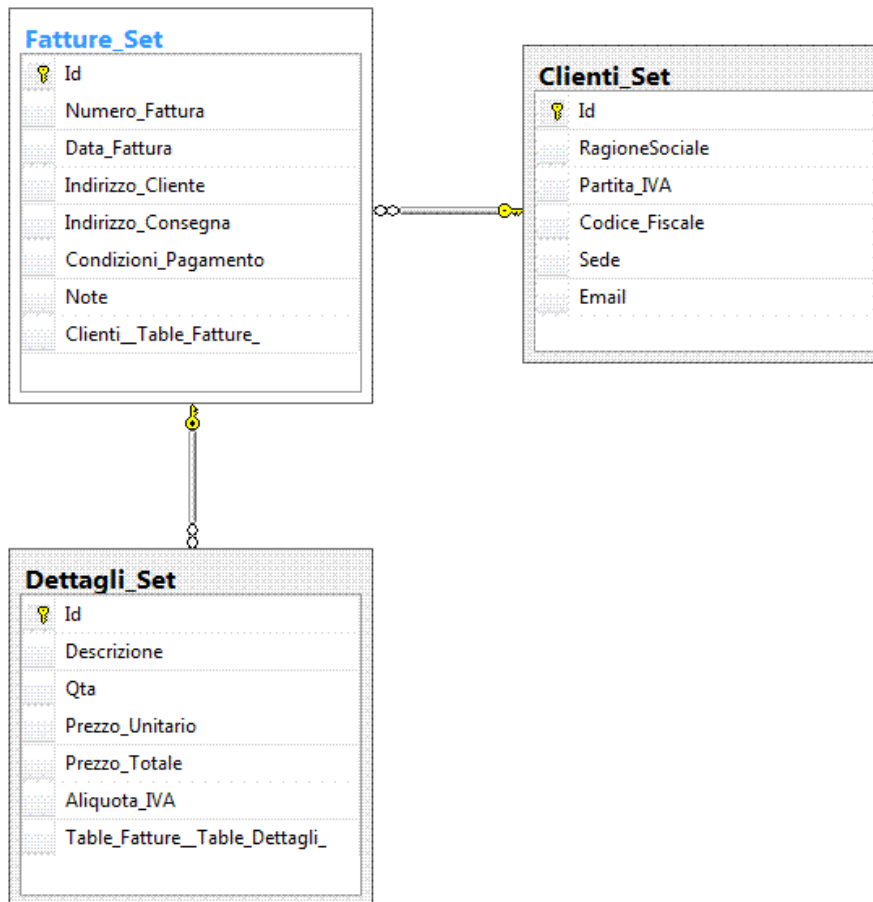 Fatture_Set
Id
Numero_Fattura
Data_Fattura
Indirizzo_Cliente
Indirizzo_Consegna
Condizioni_Pagamento
Note
Clienti__Table_Fatture_
Clienti_Set
Id
RagioneSociale
Partita_IVA
Codice_Fiscale
Sede
Email
Dettagli_Set
Id
Descrizione
Qta
Prezzo_Unitario
Prezzo_Totale
Aliquota_IVA
Table_Fatture__Table_Dettagli_